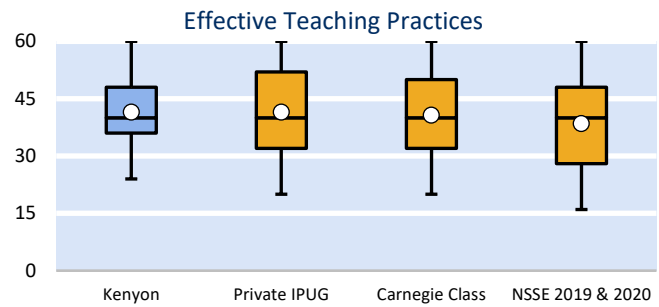 Effective Teaching Practices
60
45
30
15
0
Kenyon Private IPUG Carnegie Class NSSE 2019 & 2020